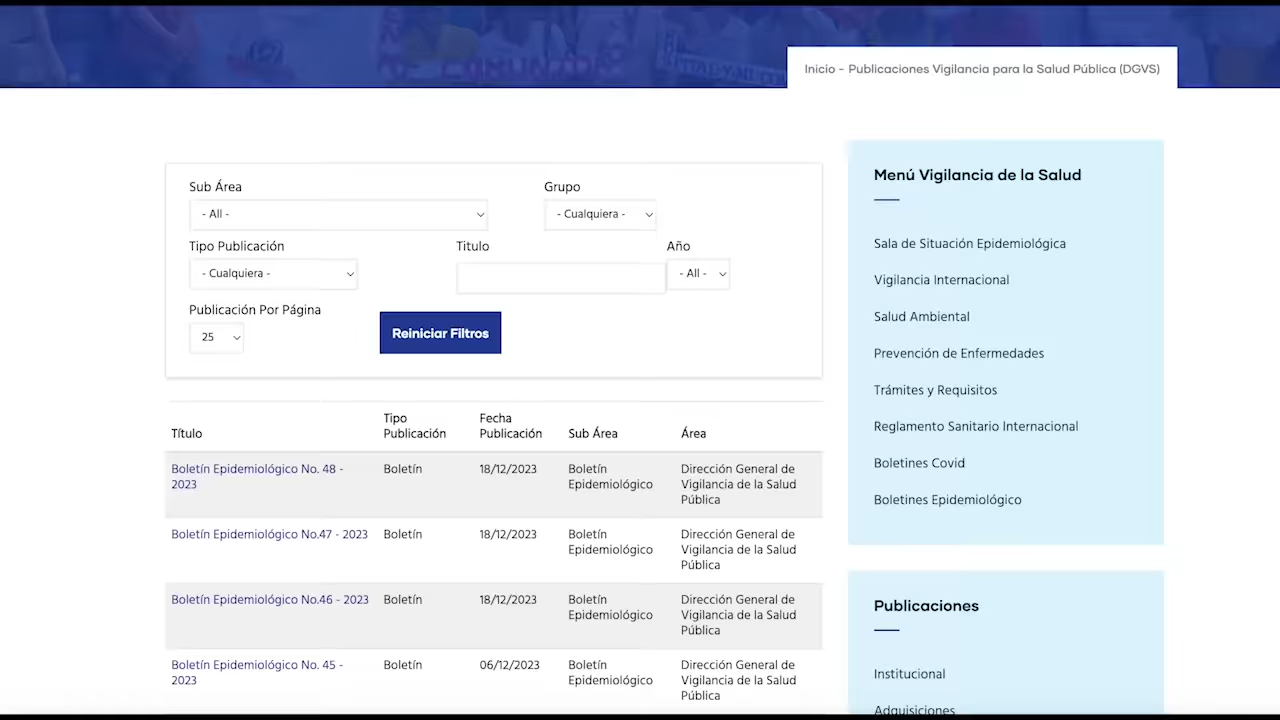 Inicio - Publicaciones Vigilancia para la Salud Pública (DGVS)
Sub Área
Grupo
- All -
- Cualquiera -
Tipo Publicación
Titulo
Año
- Cualquiera -
- All -
Publicación Por Página
25
Reiniciar Filtros
Título
Tipo
Publicación
Fecha
Publicación
Sub Área
Área
Boletín Epidemiológico No. 48 -
2023
Boletín
18/12/2023
Boletín
Epidemiológico
Dirección General de
Vigilancia de la Salud
Pública
Boletín Epidemiológico No.47 - 2023
Boletín
18/12/2023
Boletín
Epidemiológico
Dirección General de
Vigilancia de la Salud
Pública
Boletín Epidemiológico No.46 - 2023
Boletín
18/12/2023
Boletín
Epidemiológico
Dirección General de
Vigilancia de la Salud
Pública
Boletín Epidemiológico No. 45 -
2023
Boletín
06/12/2023
Boletín
Epidemiológico
Dirección General de
Vigilancia de la Salud
Pública
Menú Vigilancia de la Salud
Sala de Situación Epidemiológica
Vigilancia Internacional
Salud Ambiental
Prevención de Enfermedades
Trámites y Requisitos
Reglamento Sanitario Internacional
Boletines Covid
Boletines Epidemiológico
Publicaciones
Institucional
Adquisiciones